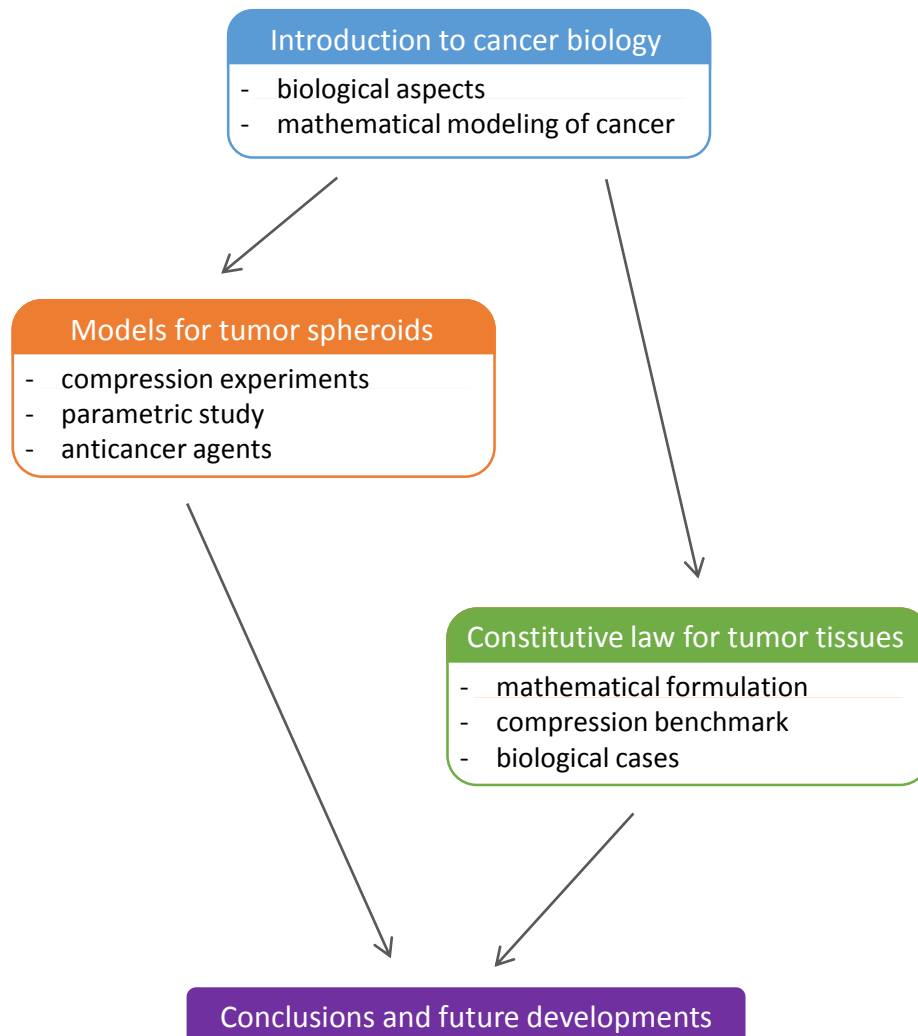 Introduction to cancer biology
- biological aspects
- mathematical modeling of cancer
Models for tumor spheroids
- compression experiments
- parametric study
- anticancer agents
Constitutive law for tumor tissues
- mathematical formulation
- compression benchmark
- biological cases
Conclusions and future developments